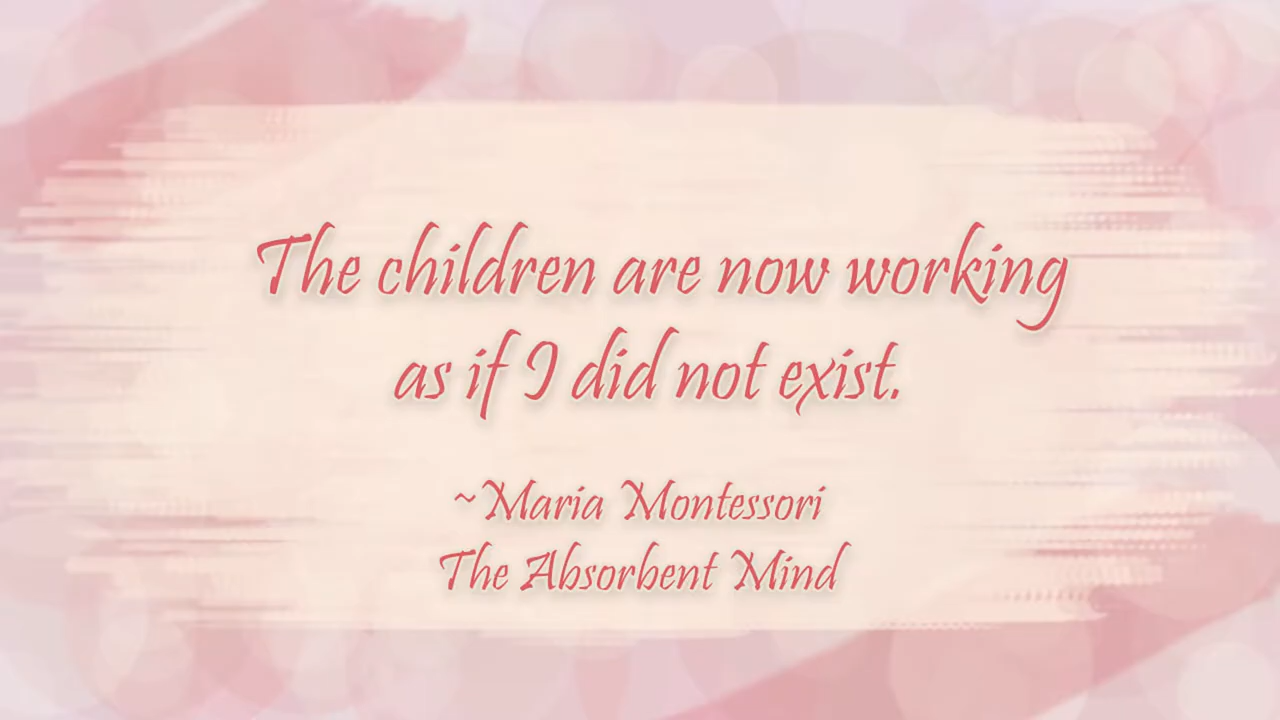 The children are now working
as if I did not exist.
~Maria Montessori
The Absorbent Mind